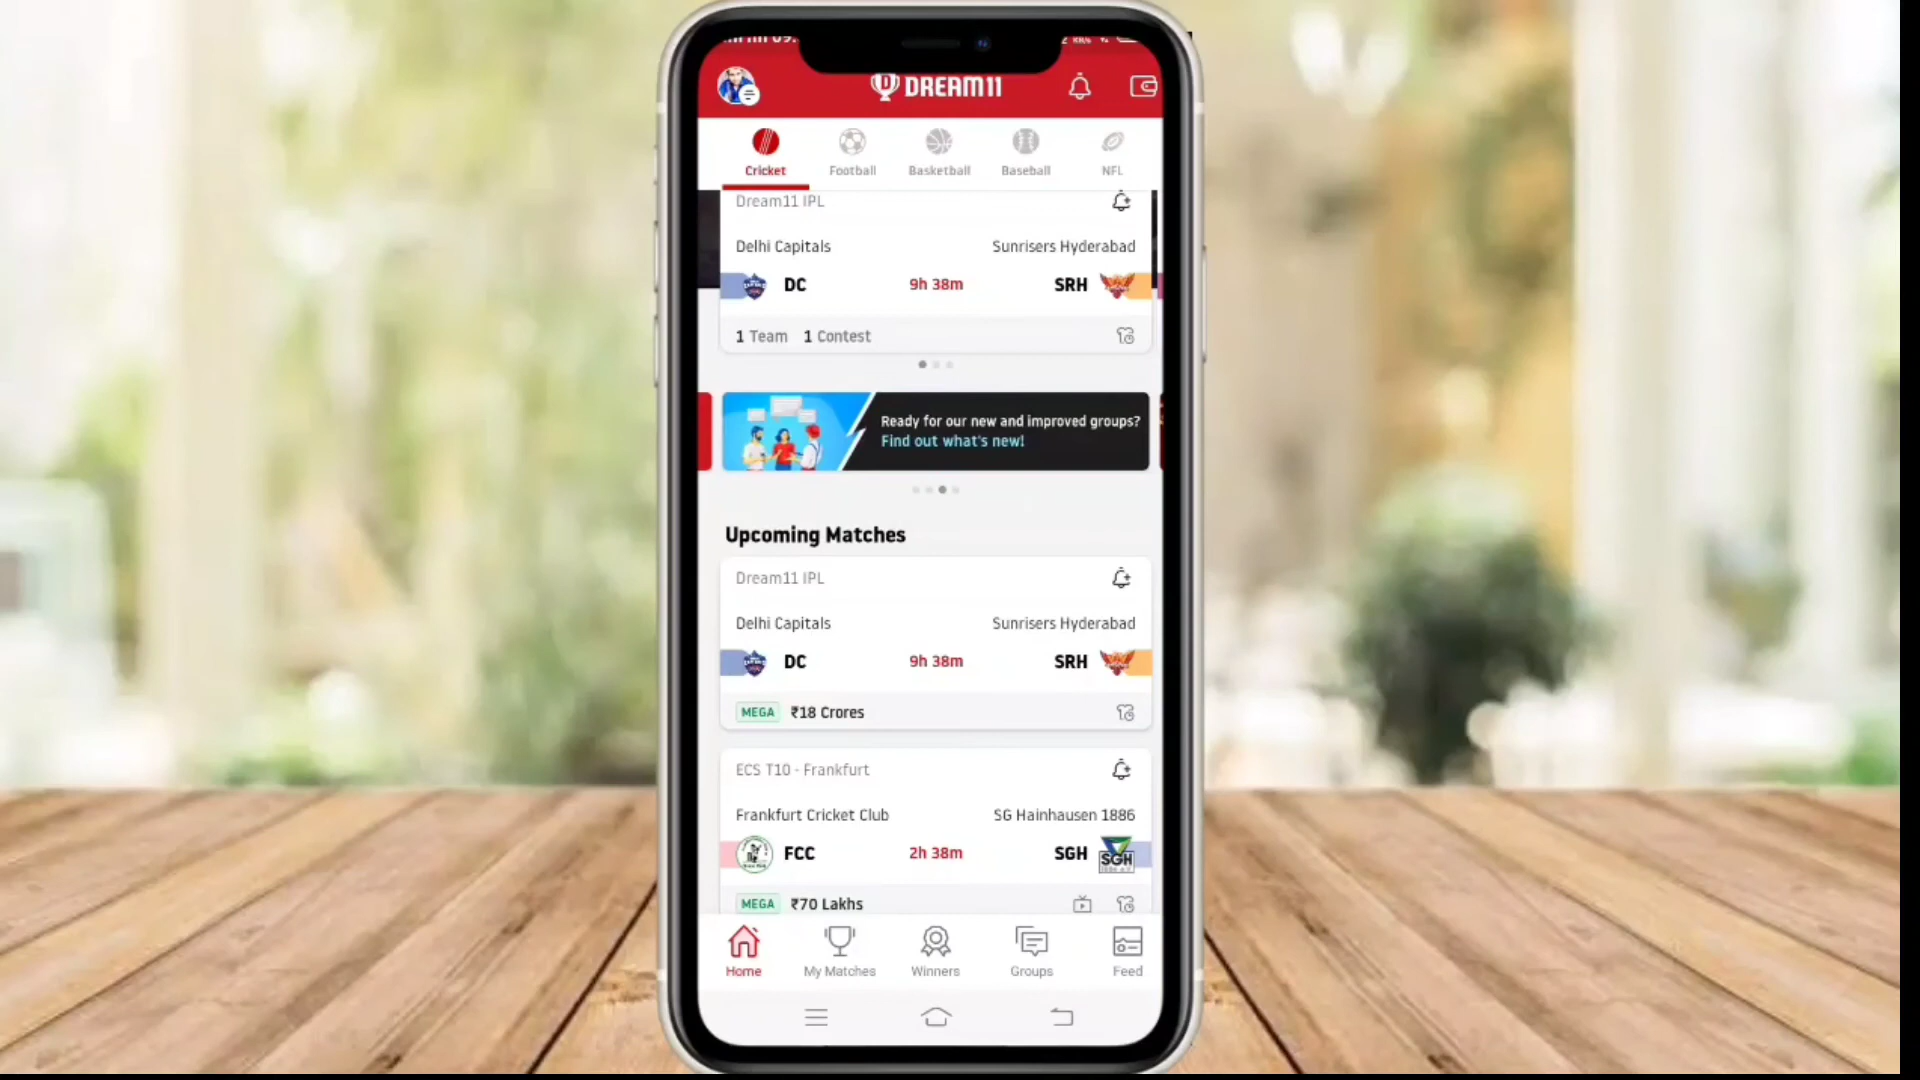 DREAM11
Cricket Football Basketball Baseball NFL
Dream11 IPL
Delhi Capitals Sunrisers Hyderabad
DC 9h 38m SRH
1 Team 1 Contest
Ready for our new and improved groups?
Find out what's new!
Upcoming Matches
Dream11 IPL
Delhi Capitals Sunrisers Hyderabad
DC 9h 38m SRH
MEGA ₹18 Crores
ECS T10 - Frankfurt
Frankfurt Cricket Club SG Hainhausen 1886
FCC 2h 38m SGH SGH
MEGA ₹70 Lakhs
Home My Matches Winners Groups Feed